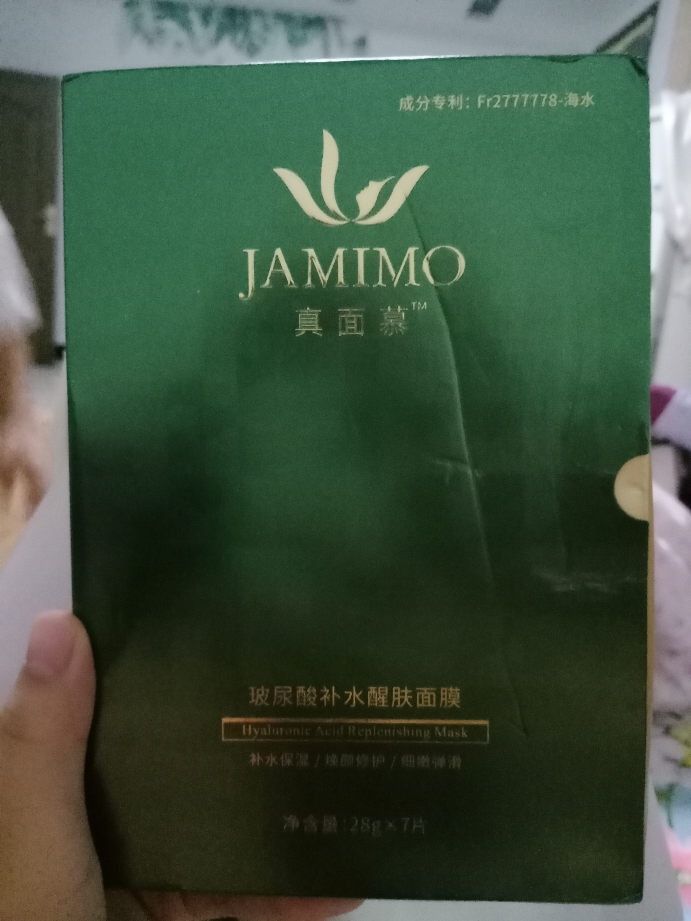 成分专利：Fr2777778-海水
JAMIMO
真面慕™
玻尿酸补水醒肤面膜
Hyaluronic Acid Replenishing Mask
补水保湿 / 焕颜修护 / 细嫩弹滑
净含量：28g×7片